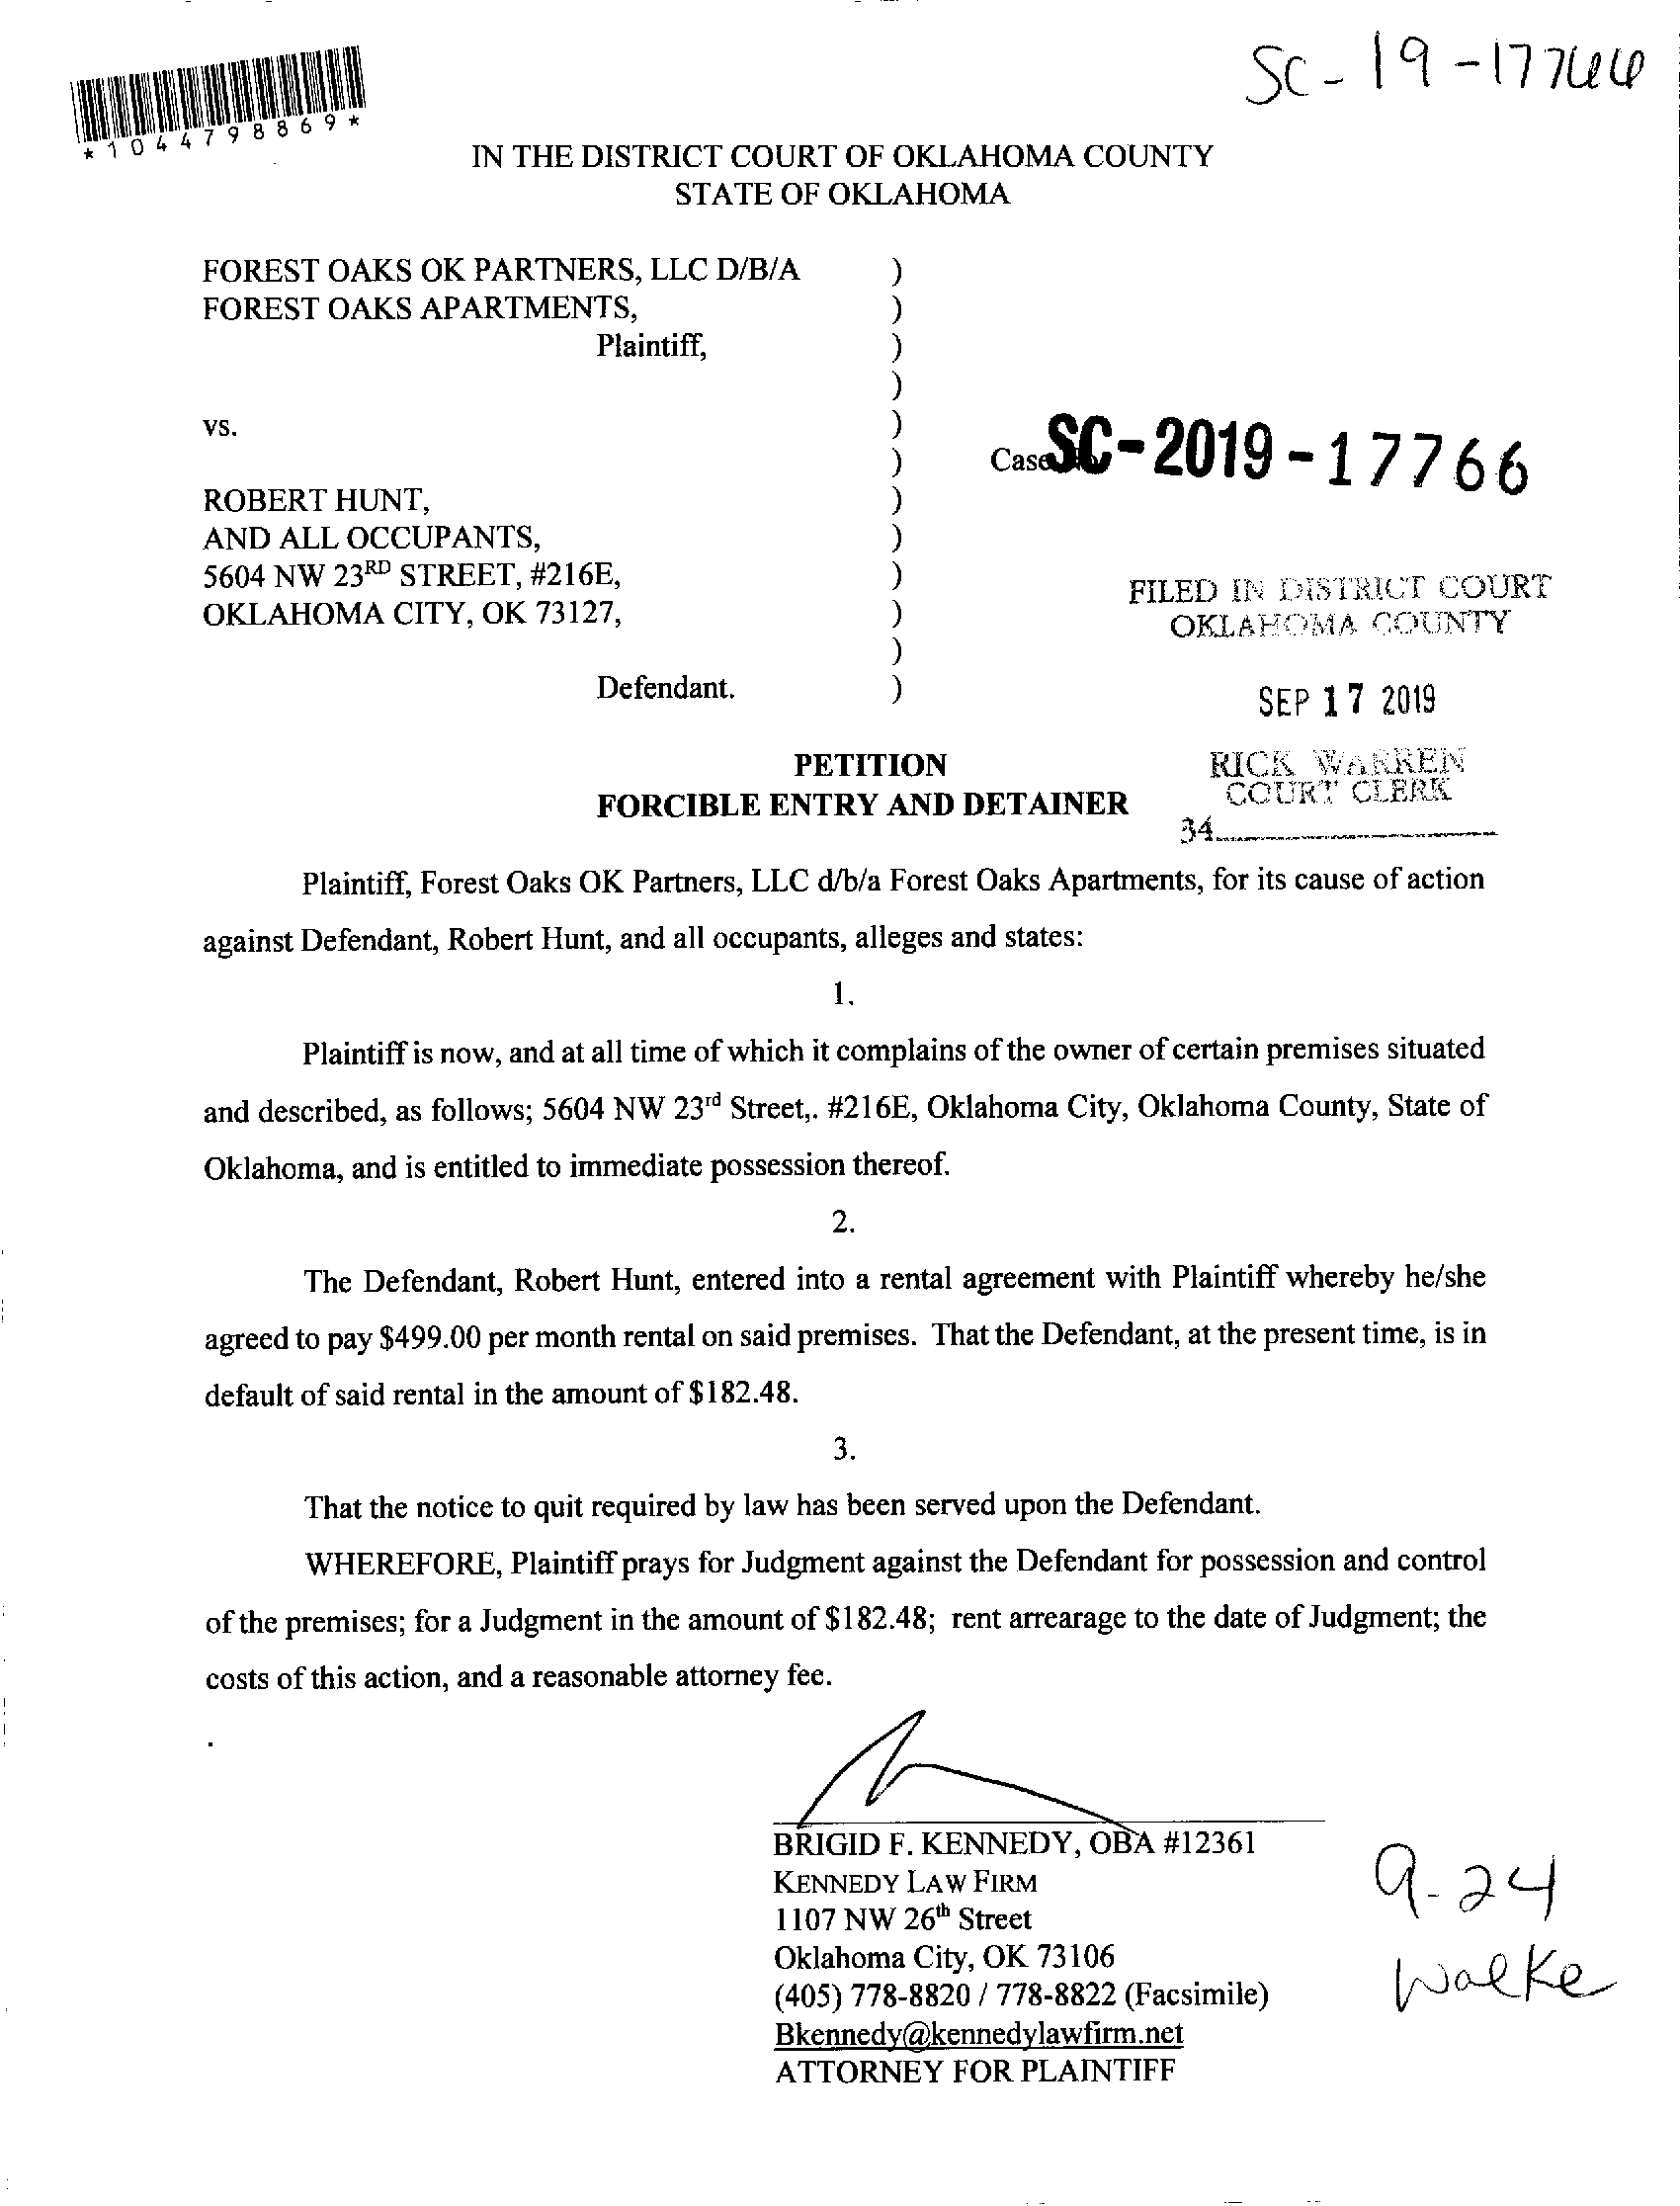 SC-19-17766
*1044798869*
IN THE DISTRICT COURT OF OKLAHOMA COUNTY
STATE OF OKLAHOMA
FOREST OAKS OK PARTNERS, LLC D/B/A )
FOREST OAKS APARTMENTS, )
Plaintiff, )
)
vs. )
Case SC-2019-17766
)
ROBERT HUNT, )
AND ALL OCCUPANTS, )
5604 NW 23RD STREET, #216E, )
OKLAHOMA CITY, OK 73127, )
)
Defendant. )
FILED IN DISTRICT COURT
OKLAHOMA COUNTY
SEP 17 2019
RICK WARREN
COURT CLERK
34
PETITION
FORCIBLE ENTRY AND DETAINER
Plaintiff, Forest Oaks OK Partners, LLC d/b/a Forest Oaks Apartments, for its cause of action
against Defendant, Robert Hunt, and all occupants, alleges and states:
1.
Plaintiff is now, and at all time of which it complains of the owner of certain premises situated
and described, as follows; 5604 NW 23rd Street,. #216E, Oklahoma City, Oklahoma County, State of
Oklahoma, and is entitled to immediate possession thereof.
2.
The Defendant, Robert Hunt, entered into a rental agreement with Plaintiff whereby he/she
agreed to pay $499.00 per month rental on said premises. That the Defendant, at the present time, is in
default of said rental in the amount of $182.48.
3.
That the notice to quit required by law has been served upon the Defendant.
WHEREFORE, Plaintiff prays for Judgment against the Defendant for possession and control
of the premises; for a Judgment in the amount of $182.48; rent arrearage to the date of Judgment; the
costs of this action, and a reasonable attorney fee.
BRIGID F. KENNEDY, OBA #12361
KENNEDY LAW FIRM
1107 NW 26th Street
Oklahoma City, OK 73106
(405) 778-8820 / 778-8822 (Facsimile)
Bkennedy@kennedylawfirm.net
ATTORNEY FOR PLAINTIFF
9-24
Walke